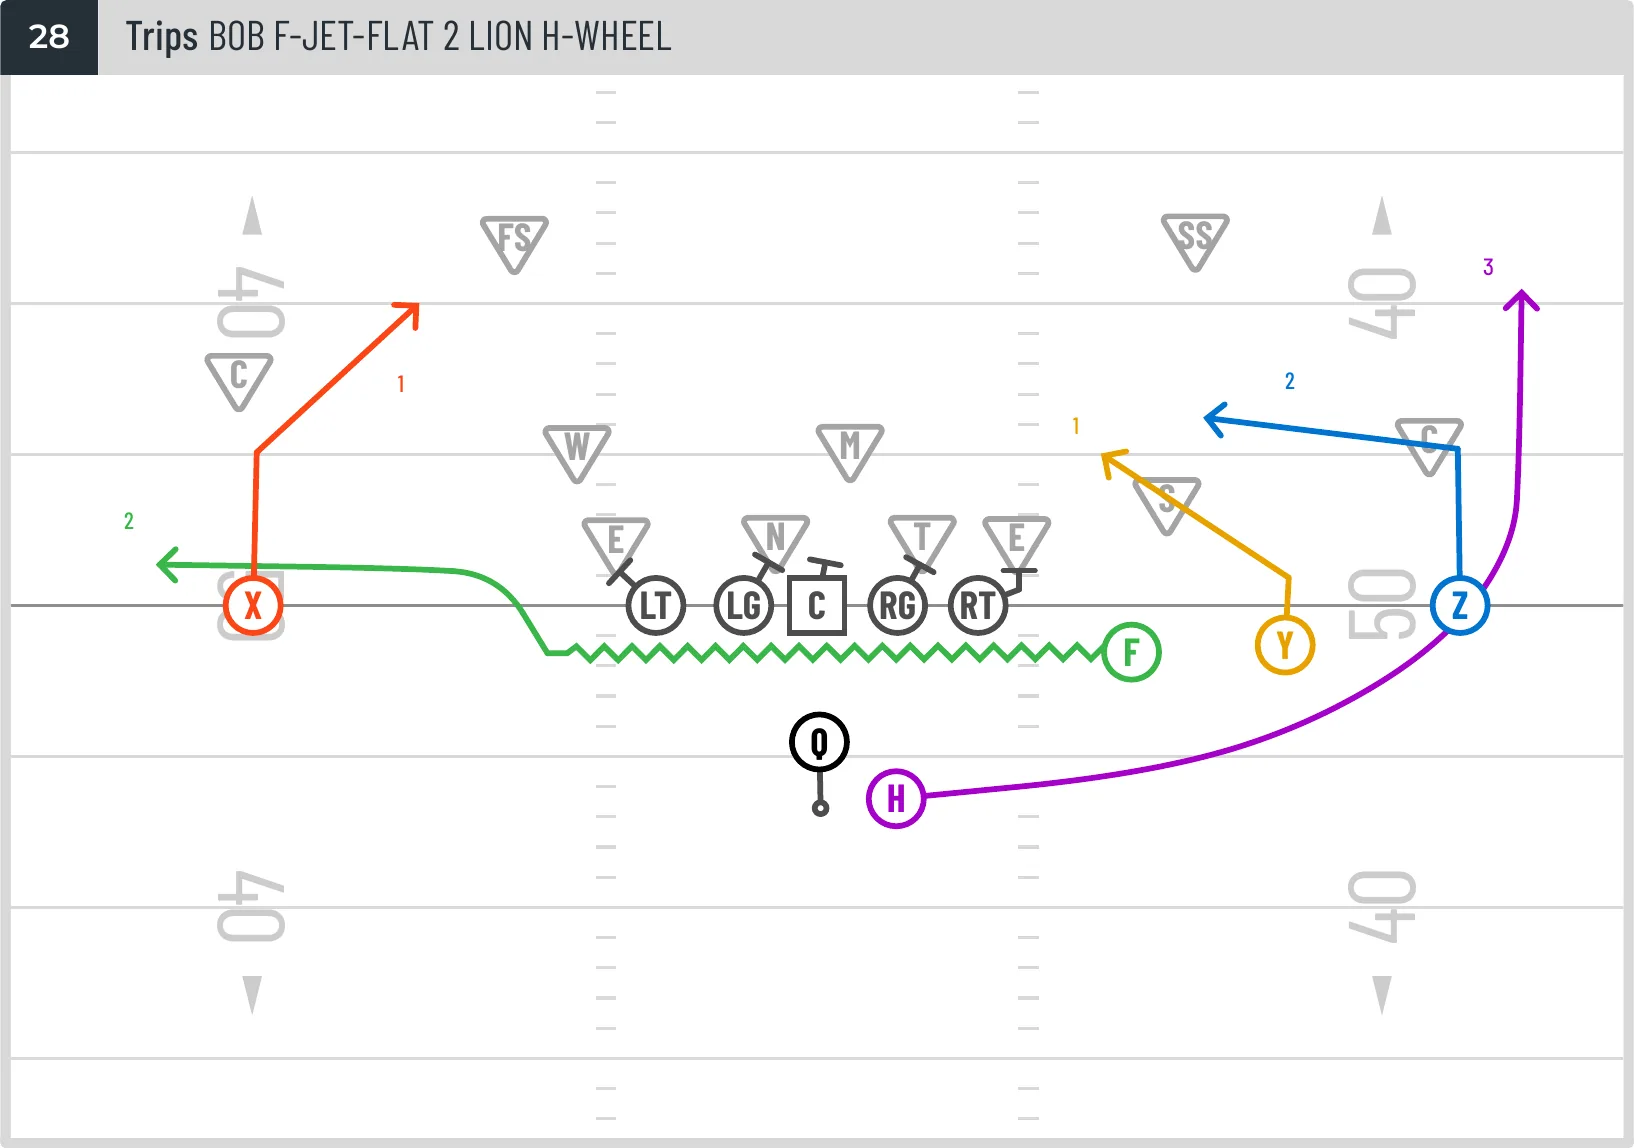 28 Trips BOB F-JET-FLAT 2 LION H-WHEEL
FS SS
3
40 40
C
1
2
1
C
W M
S
2
E N T E
50
X LT LG C RG RT Z
F Y
Q
H
40 40